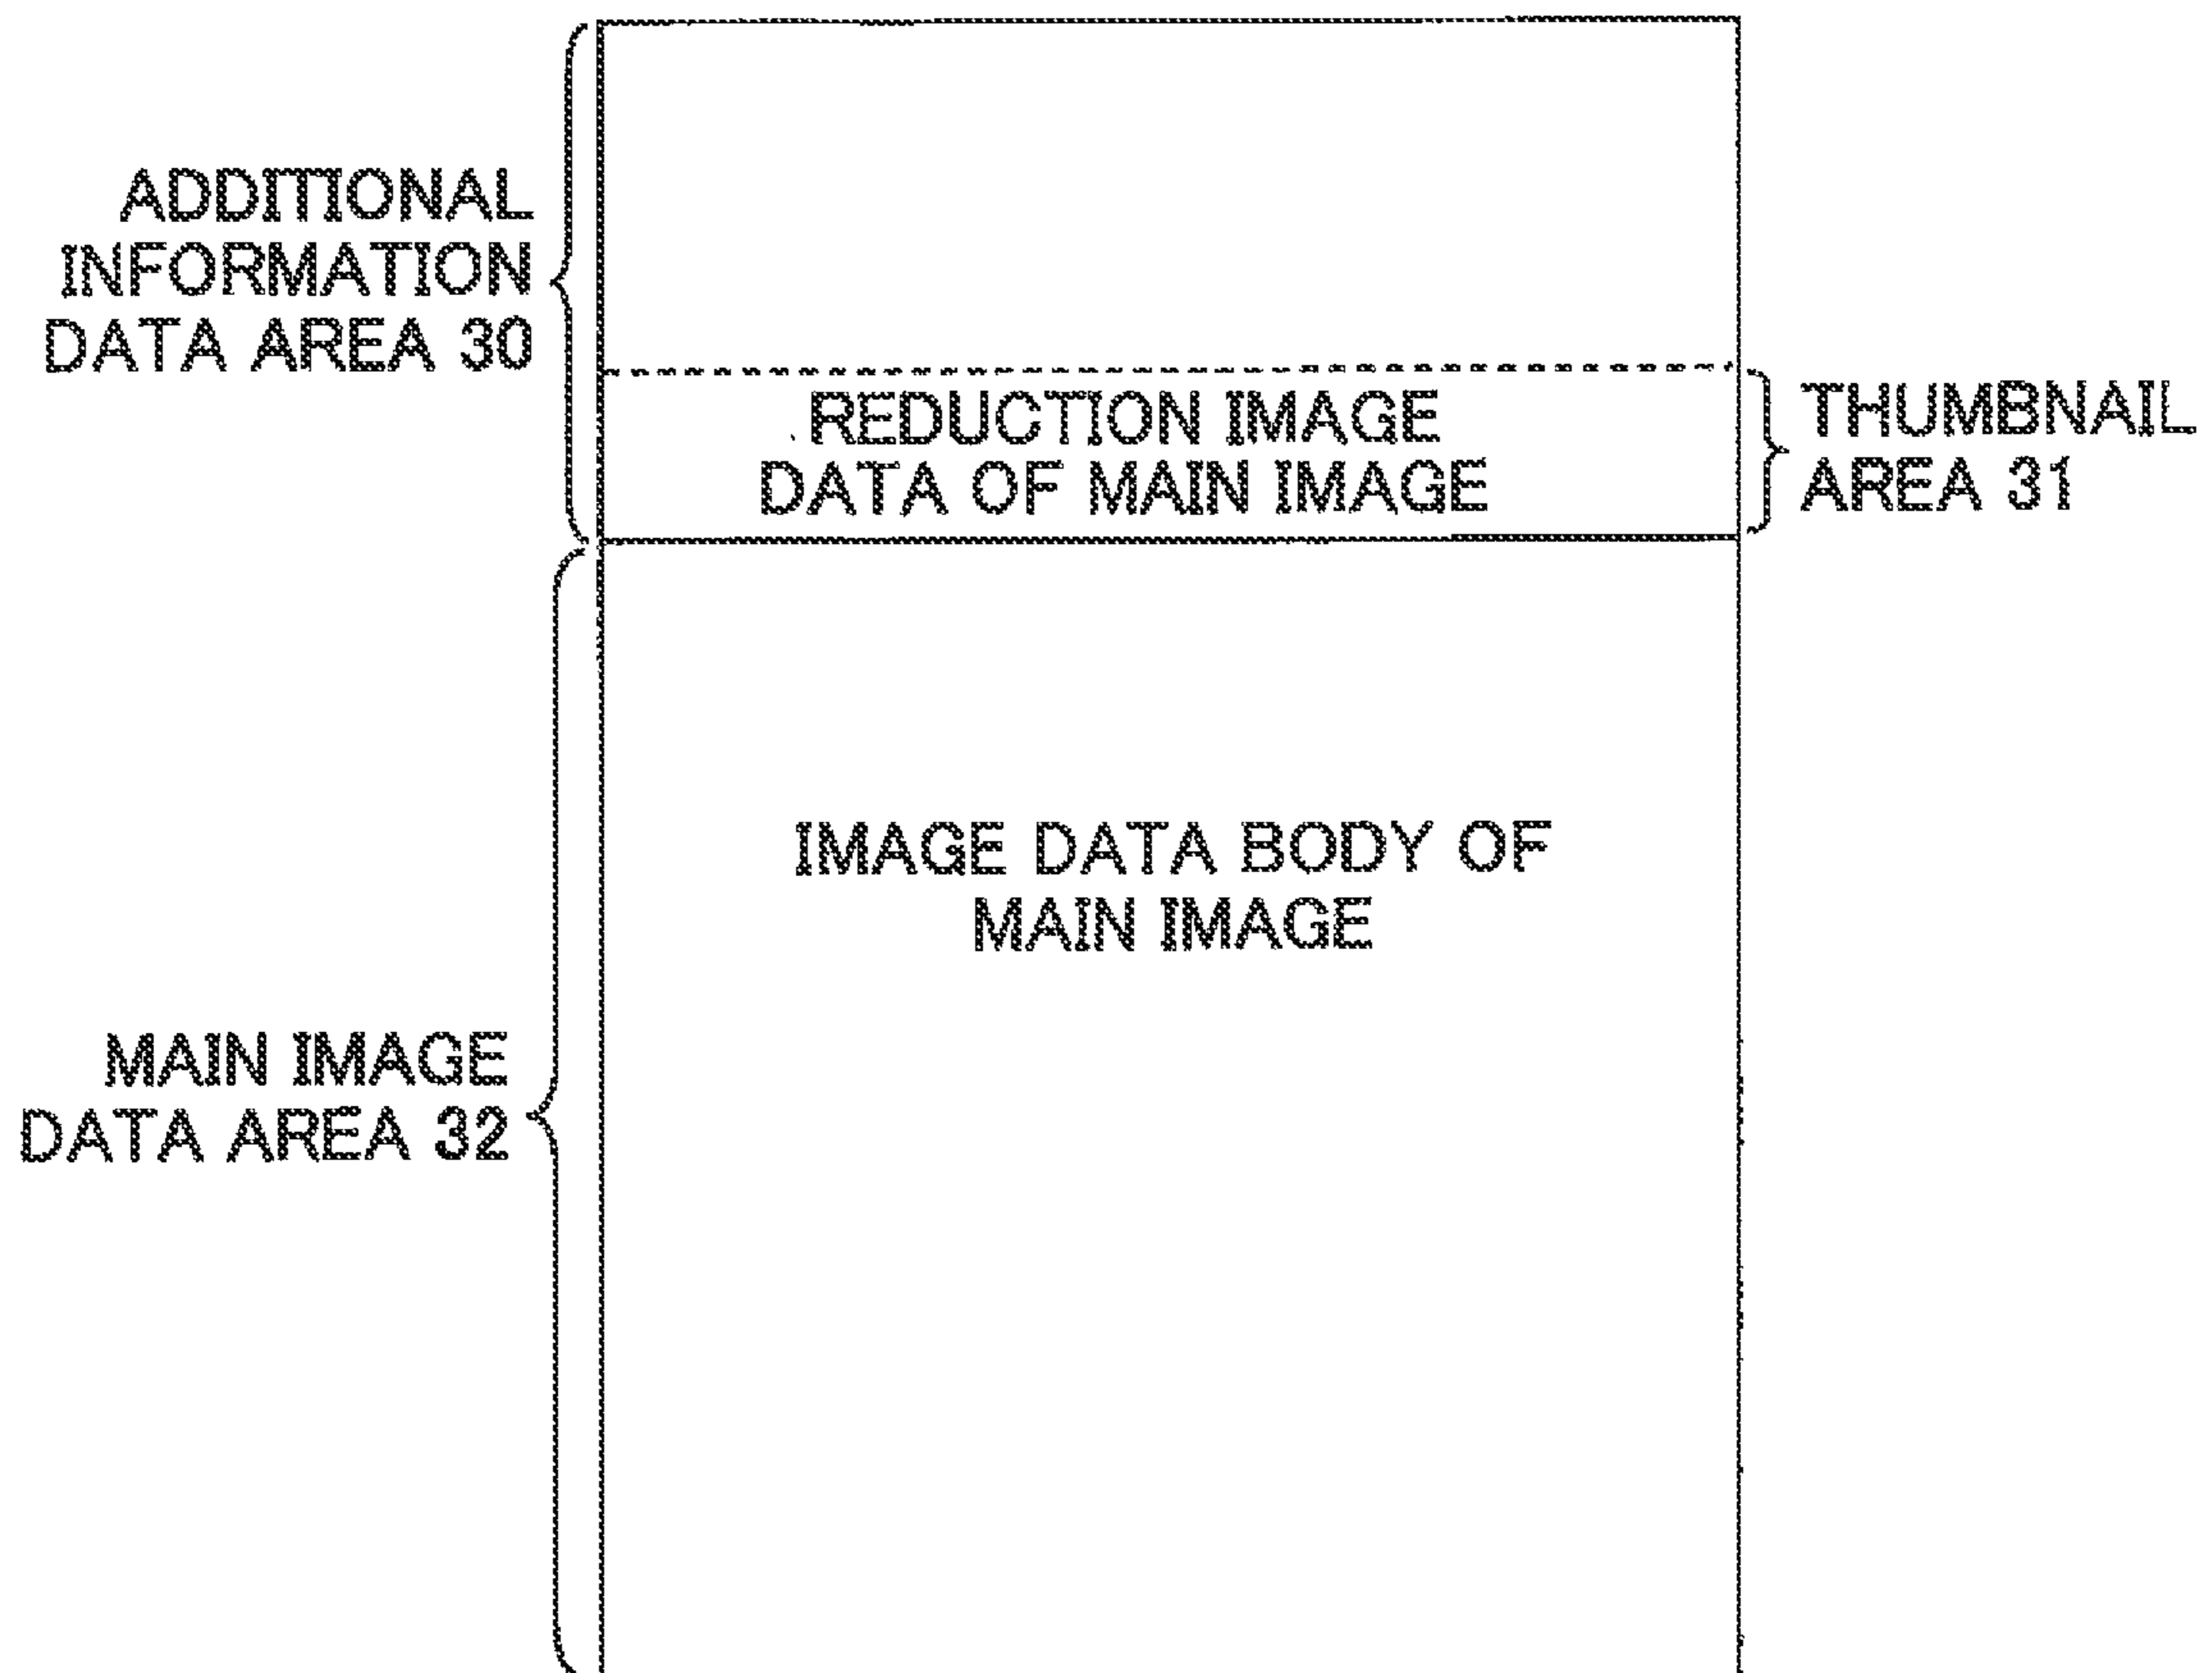 ADDITIONAL
INFORMATION
DATA AREA 30
REDUCTION IMAGE
DATA OF MAIN IMAGE
THUMBNAIL
AREA 31
IMAGE DATA BODY OF
MAIN IMAGE
MAIN IMAGE
DATA AREA 32